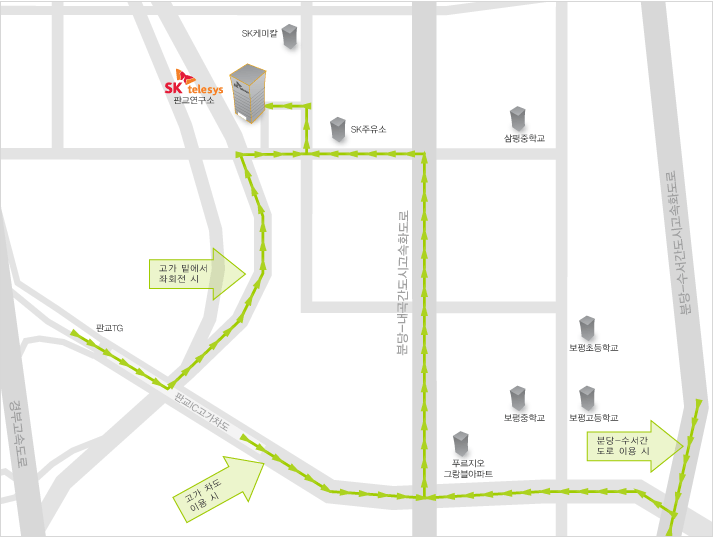 SK케미칼
SK telesys
판교연구소
SK주유소
삼평중학교
분당-내곡간도시고속화도로
분당-수서간도시고속화도로
고가 밑에서
좌회전 시
판교TG
보평초등학교
경부고속도로
판교IC고가차도
보평중학교
보평고등학교
분당-수서간
도로 이용 시
푸르지오
그랑블아파트
고가 차도
이용 시